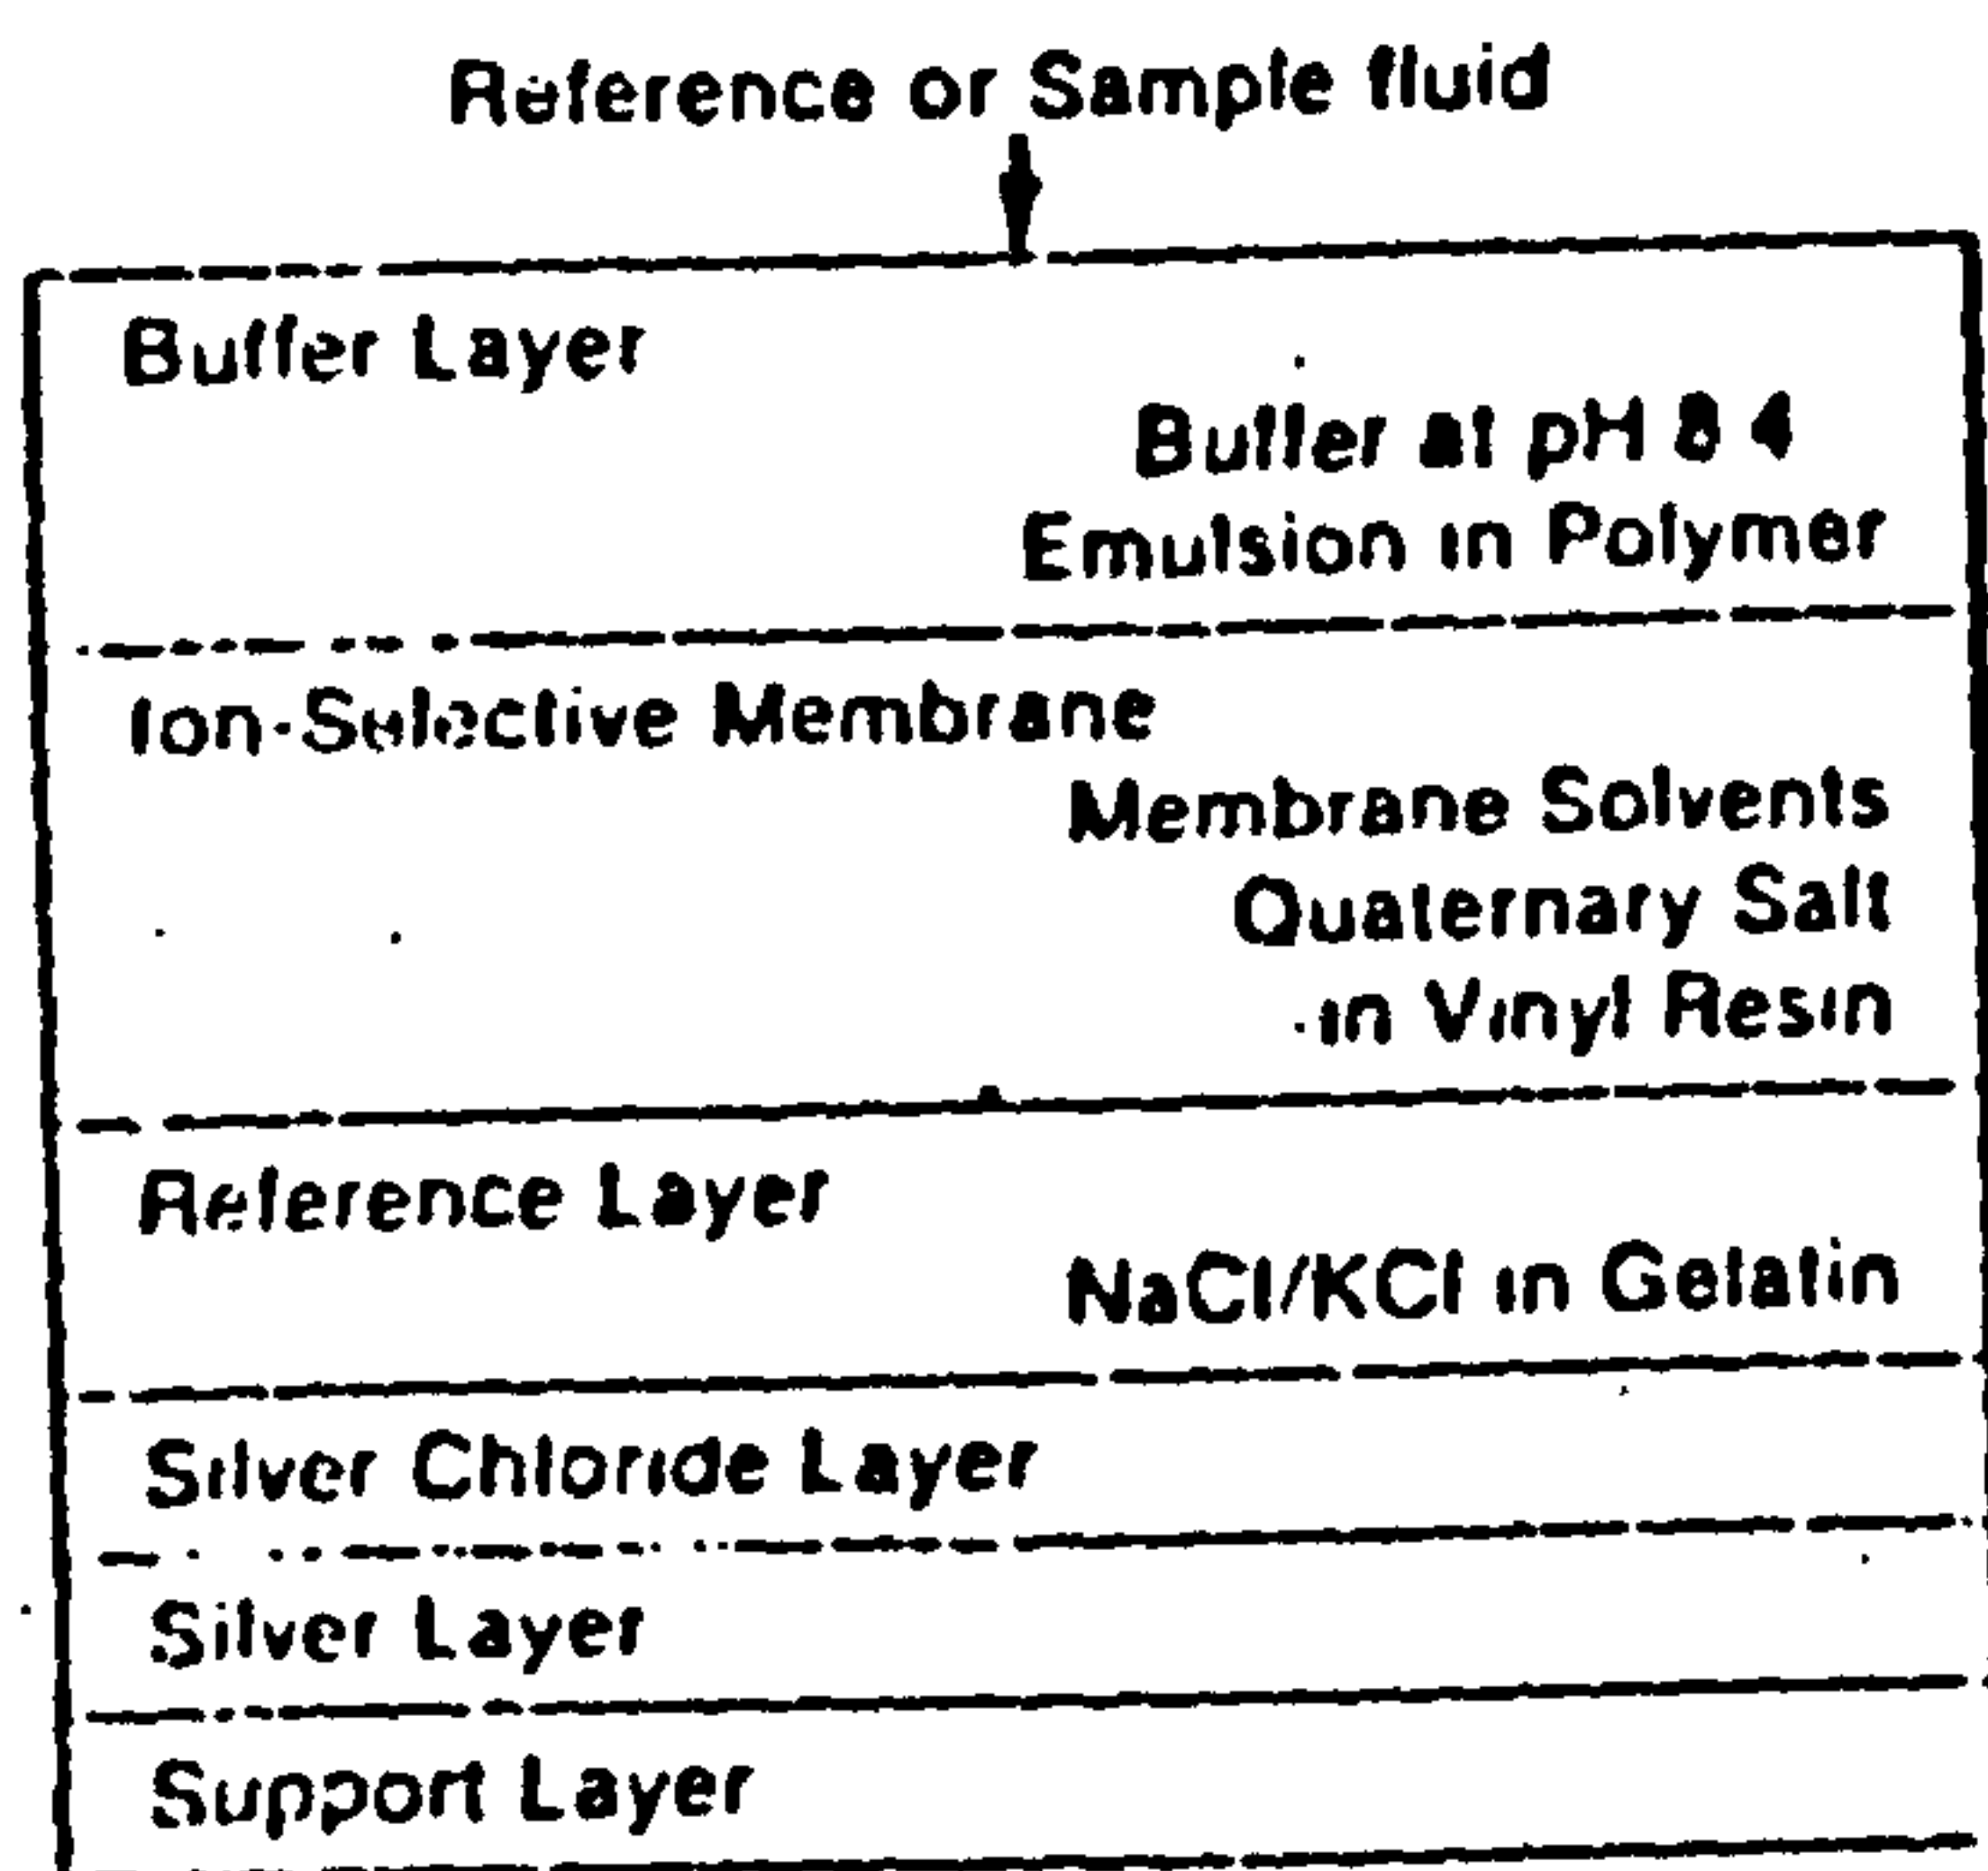 Reference or Sample fluid
Buffer Layer
Buffer at pH 8 4
Emulsion in Polymer
Ion-Selective Membrane
Membrane Solvents
Quaternary Salt
in Vinyl Resin
Reference Layer
NaCl/KCl in Gelatin
Silver Chloride Layer
Silver Layer
Support Layer